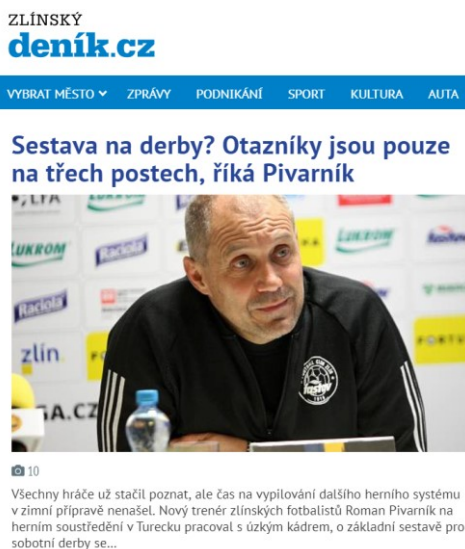 ZLÍNSKÝ
deník.cz
VYBRAT MĚSTO ZPRÁVY PODNIKÁNÍ SPORT KULTURA AUTA
Sestava na derby? Otazníky jsou pouze
na třech postech, říká Pivarník
LUKROM
LUKROM
Raciola
LUKROM
Raciola
zlín
FORTU
10
Všechny hráče už stačil poznat, ale čas na vypilování dalšího herního systému
v zimní přípravě nenašel. Nový trenér zlínských fotbalistů Roman Pivarník na
herním soustředění v Turecku pracoval s úzkým kádrem, o základní sestavě pro
sobotní derby se...